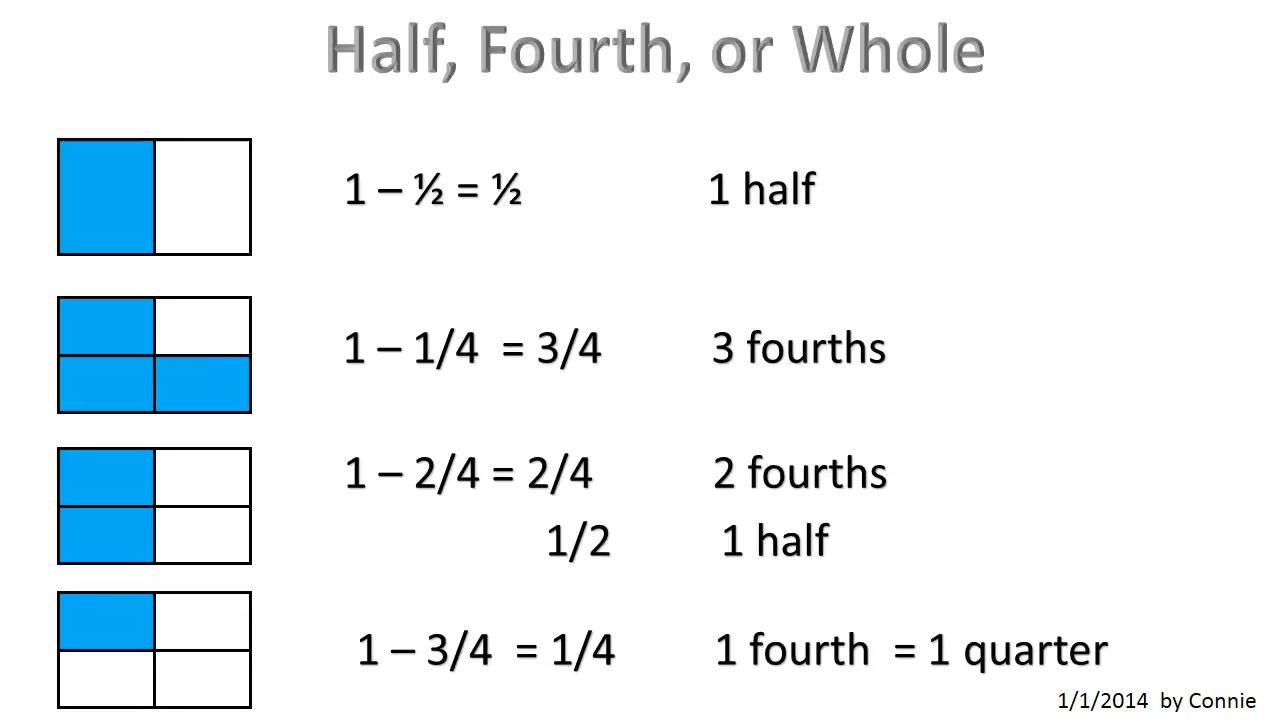 Half, Fourth, or Whole
1 – ½ = ½ 1 half
1 – 1/4 = 3/4 3 fourths
1 – 2/4 = 2/4 2 fourths
1/2 1 half
1 – 3/4 = 1/4 1 fourth = 1 quarter
1/1/2014 by Connie